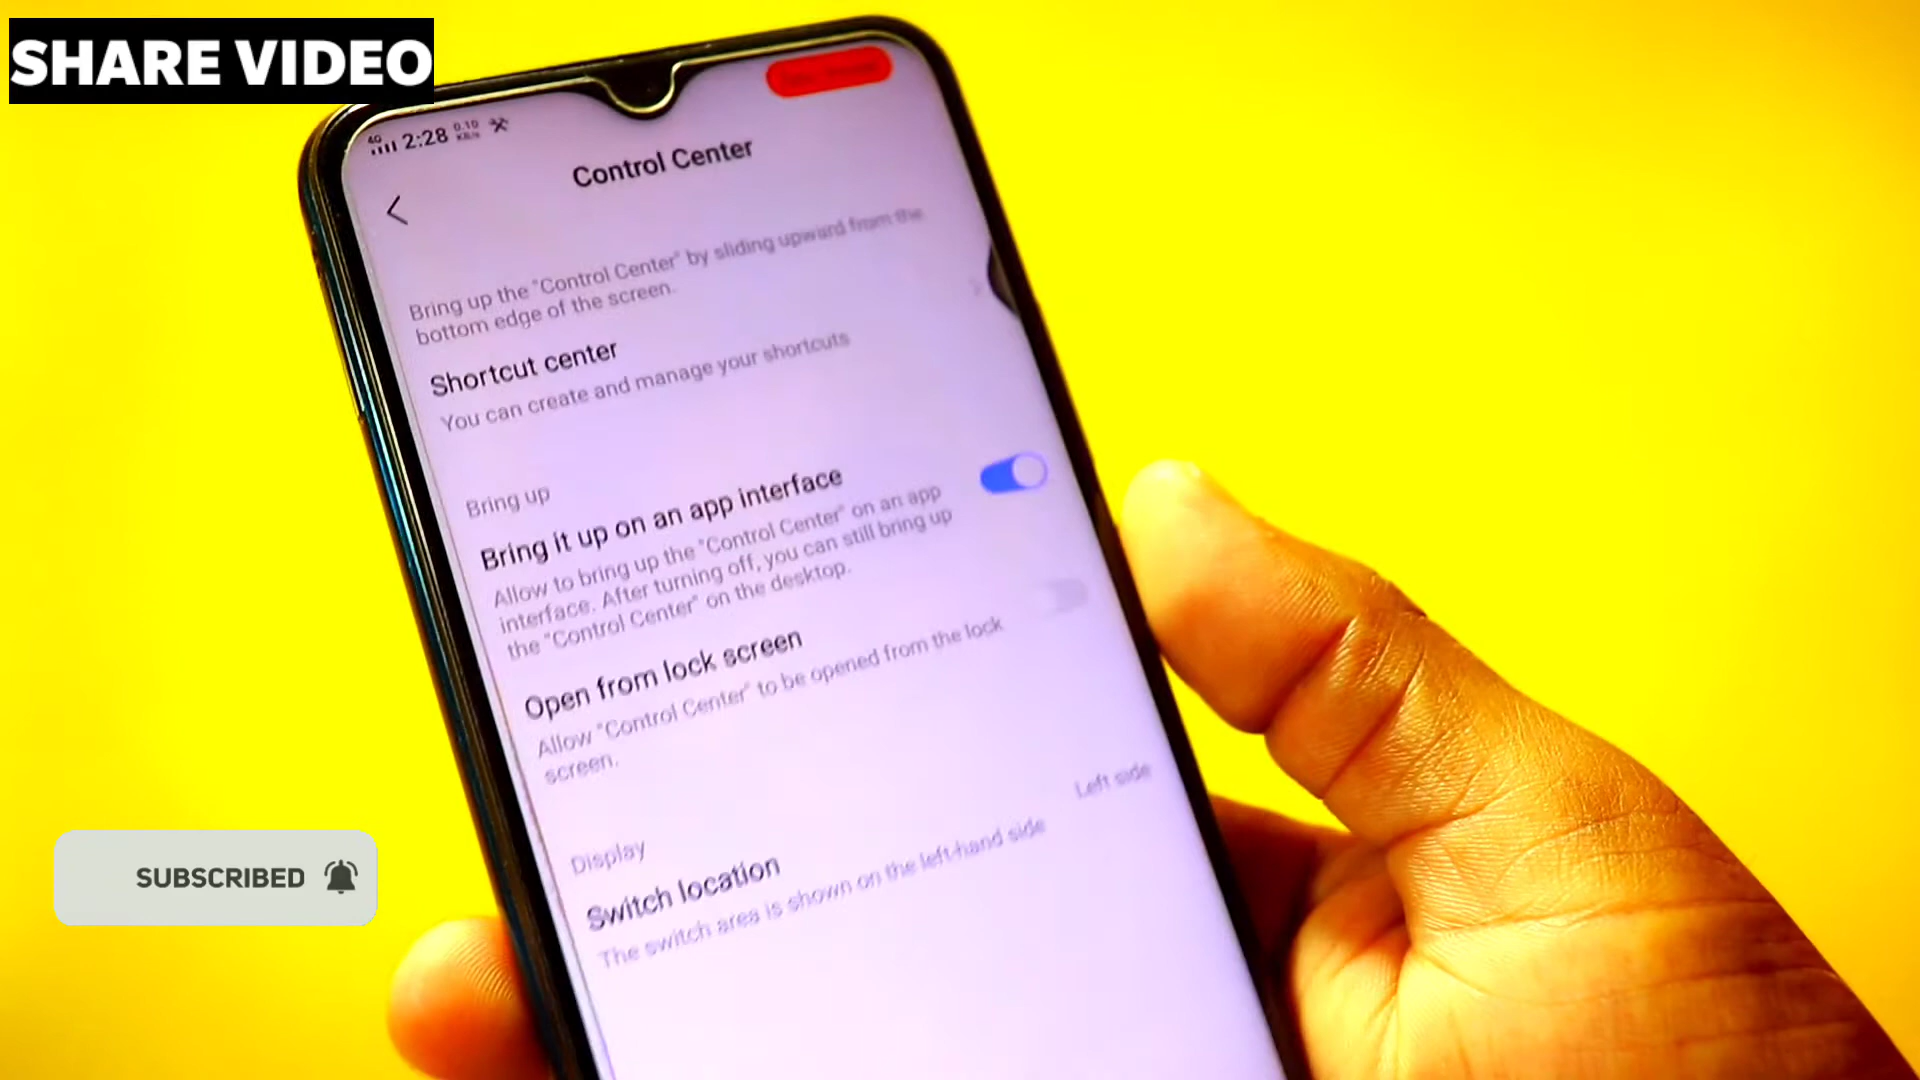 SHARE VIDEO
4G 2:28 0.10 KB/s
Control Center
Bring up the "Control Center" by sliding upward from the
bottom edge of the screen.
Shortcut center
You can create and manage your shortcuts
Bring up
Bring it up on an app interface
Allow to bring up the "Control Center" on an app
interface. After turning off, you can still bring up
the "Control Center" on the desktop.
Open from lock screen
Allow "Control Center" to be opened from the lock
screen.
Display
Switch location
Left side
The switch area is shown on the left-hand side
SUBSCRIBED